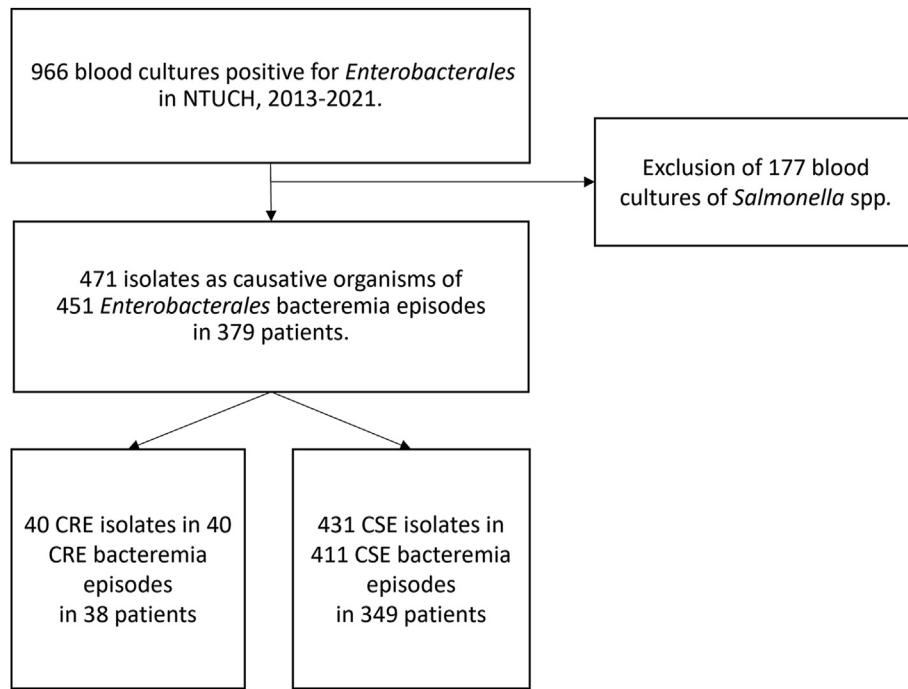 966 blood cultures positive for Enterobacterales
in NTUCH, 2013-2021.
Exclusion of 177 blood
cultures of Salmonella spp.
471 isolates as causative organisms of
451 Enterobacterales bacteremia episodes
in 379 patients.
40 CRE isolates in 40
CRE bacteremia
episodes
in 38 patients
431 CSE isolates in
411 CSE bacteremia
episodes
in 349 patients